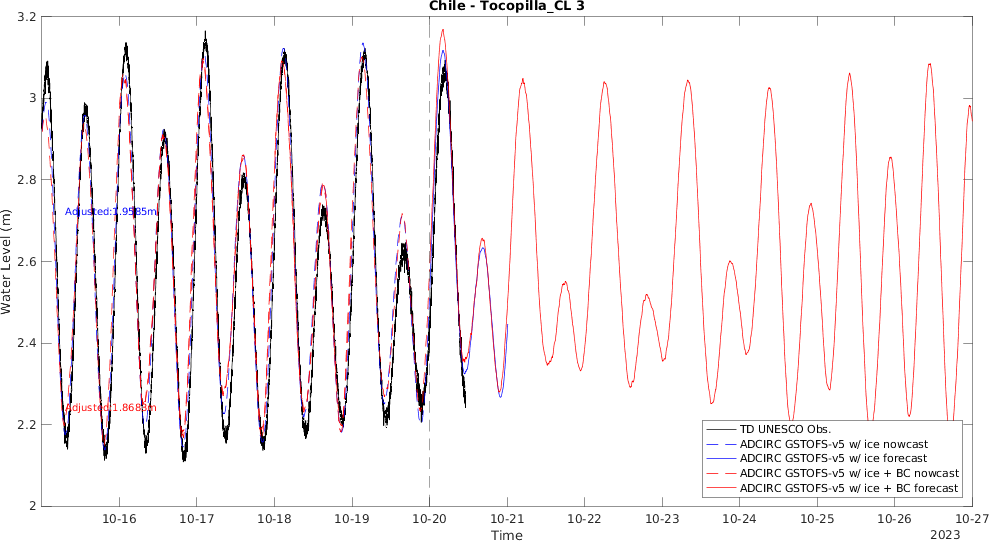 Chile - Tocopilla_CL 3
3.2
3
2.8
2.6
2.4
2.2
2
Water Level (m)
Adjusted:1.9585m
Adjusted:1.8683m
TD UNESCO Obs.
ADCIRC GSTOFS-v5 w/ ice nowcast
ADCIRC GSTOFS-v5 w/ ice forecast
ADCIRC GSTOFS-v5 w/ ice + BC nowcast
ADCIRC GSTOFS-v5 w/ ice + BC forecast
10-16 10-17 10-18 10-19 10-20 10-21 10-22 10-23 10-24 10-25 10-26 10-27
Time
2023